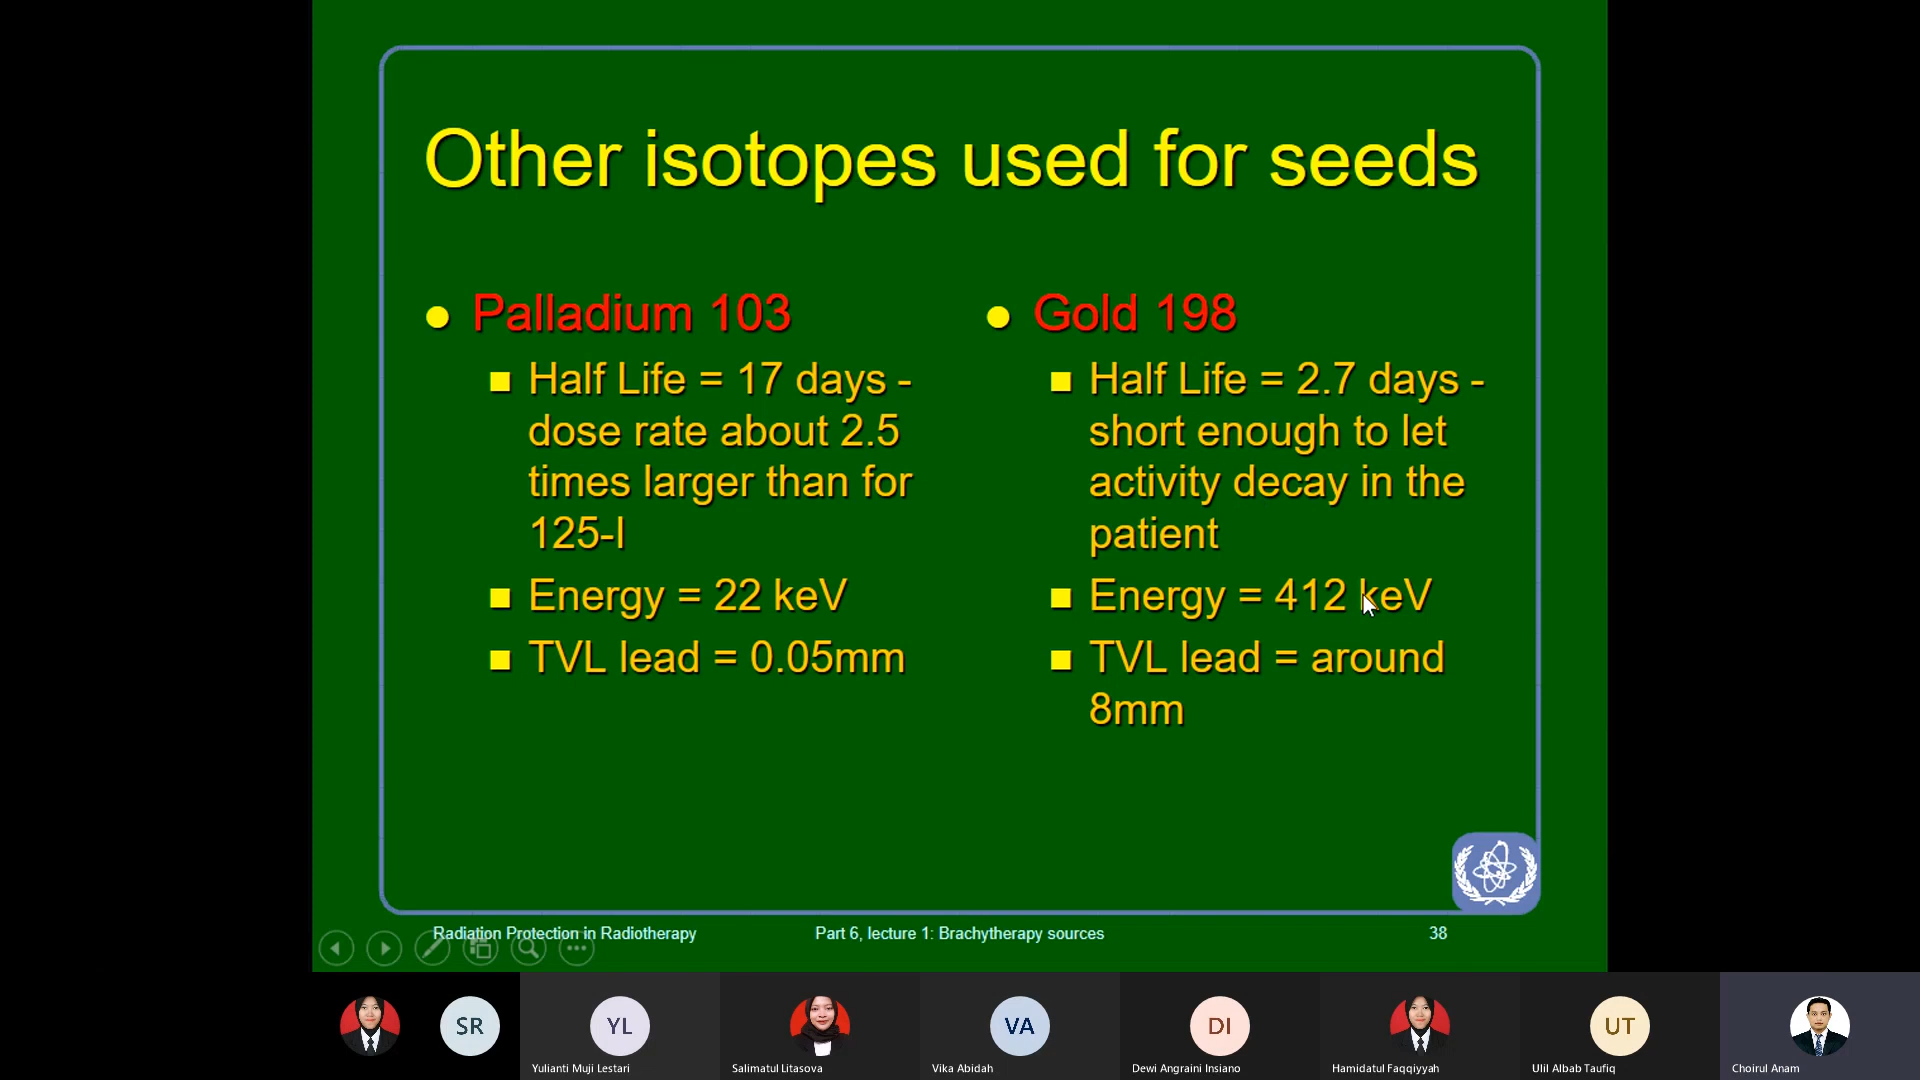 Other isotopes used for seeds
Palladium 103
Half Life = 17 days -
dose rate about 2.5
times larger than for
125-I
Energy = 22 keV
TVL lead = 0.05mm
Gold 198
Half Life = 2.7 days -
short enough to let
activity decay in the
patient
Energy = 412 keV
TVL lead = around
8mm
Radiation Protection in Radiotherapy
Part 6, lecture 1: Brachytherapy sources
38
SR
YL
VA
DI
UT
Yulianti Muji Lestari
Salimatul Litasova
Vika Abidah
Dewi Angraini Insiano
Hamidatul Faqqiyyah
Ulil Albab Taufiq
Choirul Anam